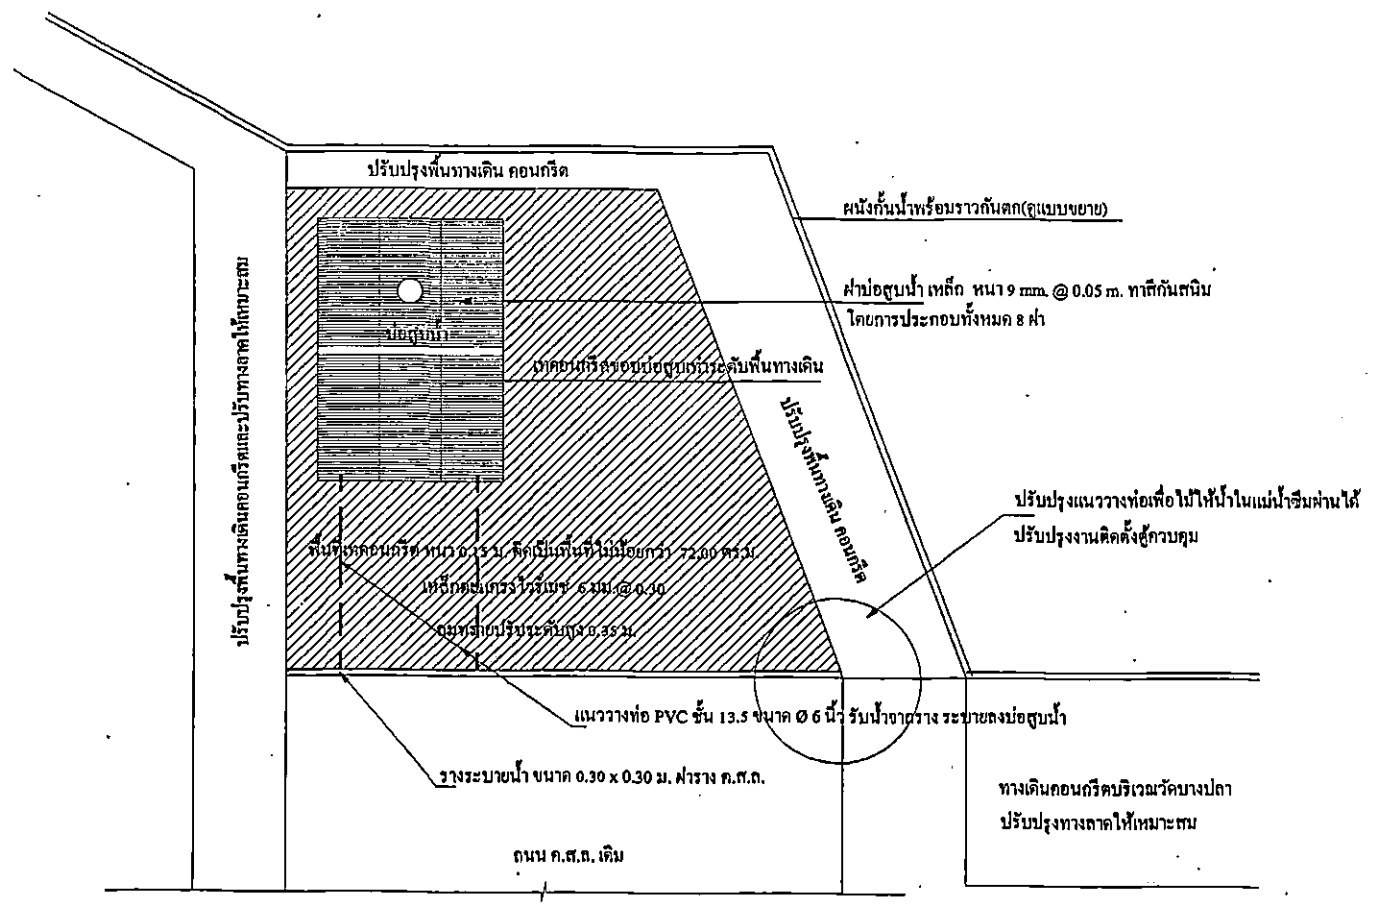 ปรับปรุงพื้นทางเดิน คอนกรีต
ผนังกั้นน้ำพร้อมราวกันตก(ดูแบบขยาย)
ฝาบ่อสูบน้ำ เหล็ก หนา 9 mm. @ 0.05 m. ทาสีกันสนิม
โดยการประกอบทั้งหมด 8 ฝา
บ่อสูบน้ำ
เทคอนกรีตขอบบ่อสูบเท่าระดับพื้นทางเดิน
ปรับปรุงพื้นทางเดินคอนกรีตและปรับทางลาดให้เหมาะสม
ปรับปรุงพื้นทางเดิน คอนกรีต
ปรับปรุงแนววางท่อเพื่อไม่ให้น้ำในแม่น้ำซึมผ่านได้
ปรับปรุงงานติดตั้งตู้ควบคุม
พื้นที่เทคอนกรีต หนา 0.15 ม. คิดเป็นพื้นที่ไม่น้อยกว่า 72.00 ตร.ม.
เหล็กตะแกรงไวร์เมช 6 มม.@ 0.30
ถมทรายปรับระดับสูง 0.35 ม.
แนววางท่อ PVC ชั้น 13.5 ขนาด Ø 6 นิ้ว รับน้ำจากราง ระบายลงบ่อสูบน้ำ
รางระบายน้ำ ขนาด 0.30 x 0.30 ม. ฝาราง ค.ส.ล.
ทางเดินคอนกรีตบริเวณวัดบางปลา
ปรับปรุงทางลาดให้เหมาะสม
ถนน ค.ส.ล. เดิม